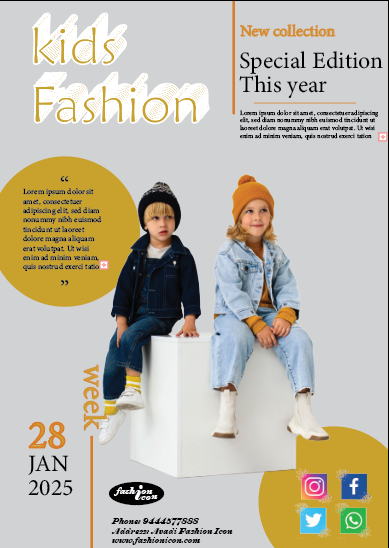 kids
Fashion
New collection
Special Edition
This year
Lorem ipsum dolor sit amet, consectetuer adipiscing
elit, sed diam nonummy nibh euismod tincidunt ut
laoreet dolore magna aliquam erat volutpat. Ut wisi
enim ad minim veniam, quis nostrud exerci tation
“
Lorem ipsum dolor sit
amet, consectetuer
adipiscing elit, sed diam
nonummy nibh euismod
tincidunt ut laoreet
dolore magna aliquam
erat volutpat. Ut wisi
enim ad minim veniam,
quis nostrud exerci tatio
”
week
28
JAN
2025
fashion
icon
Phone: 9444577888
Address: Avadi Fashion Icon
www.fashionicon.com